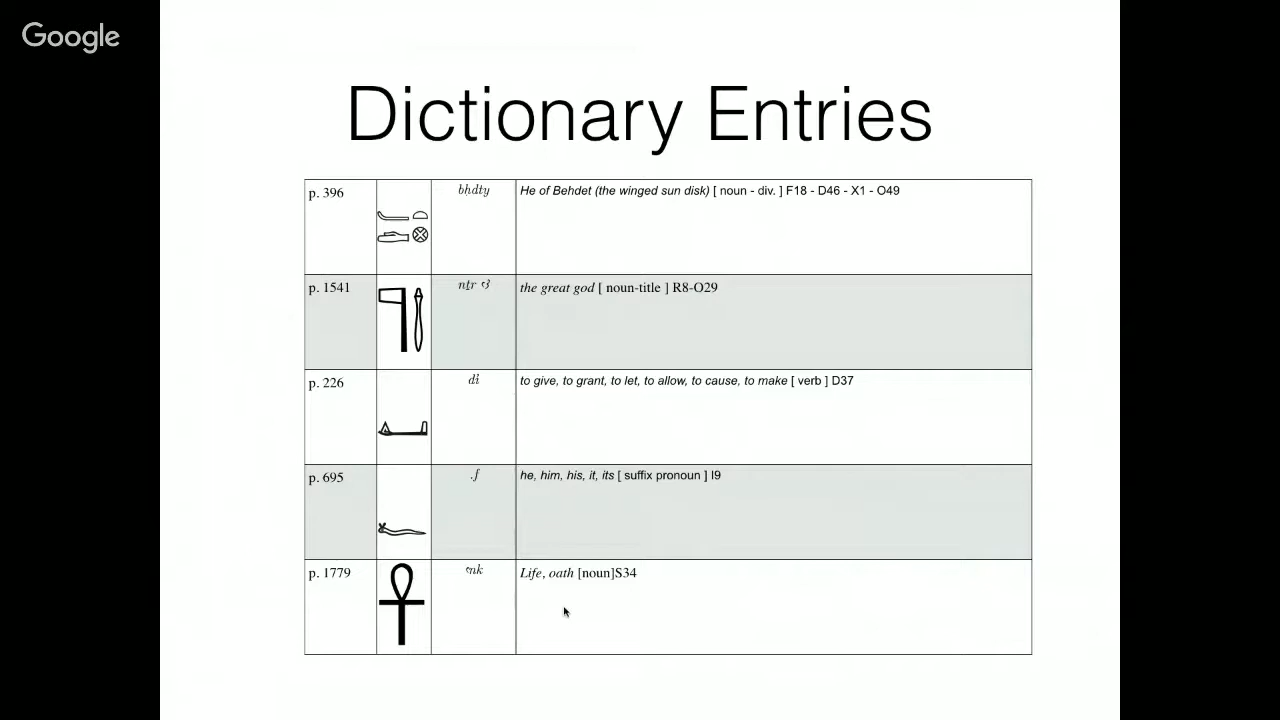 Google
Dictionary Entries
p. 396 bḥdty He of Behdet (the winged sun disk) [ noun - div. ] F18 - D46 - X1 - O49
p. 1541 nṯr ꜥꜣ the great god [ noun-title ] R8-O29
p. 226 di to give, to grant, to let, to allow, to cause, to make [ verb ] D37
p. 695 .f he, him, his, it, its [ suffix pronoun ] I9
p. 1779 ꜥnk Life, oath [noun]S34